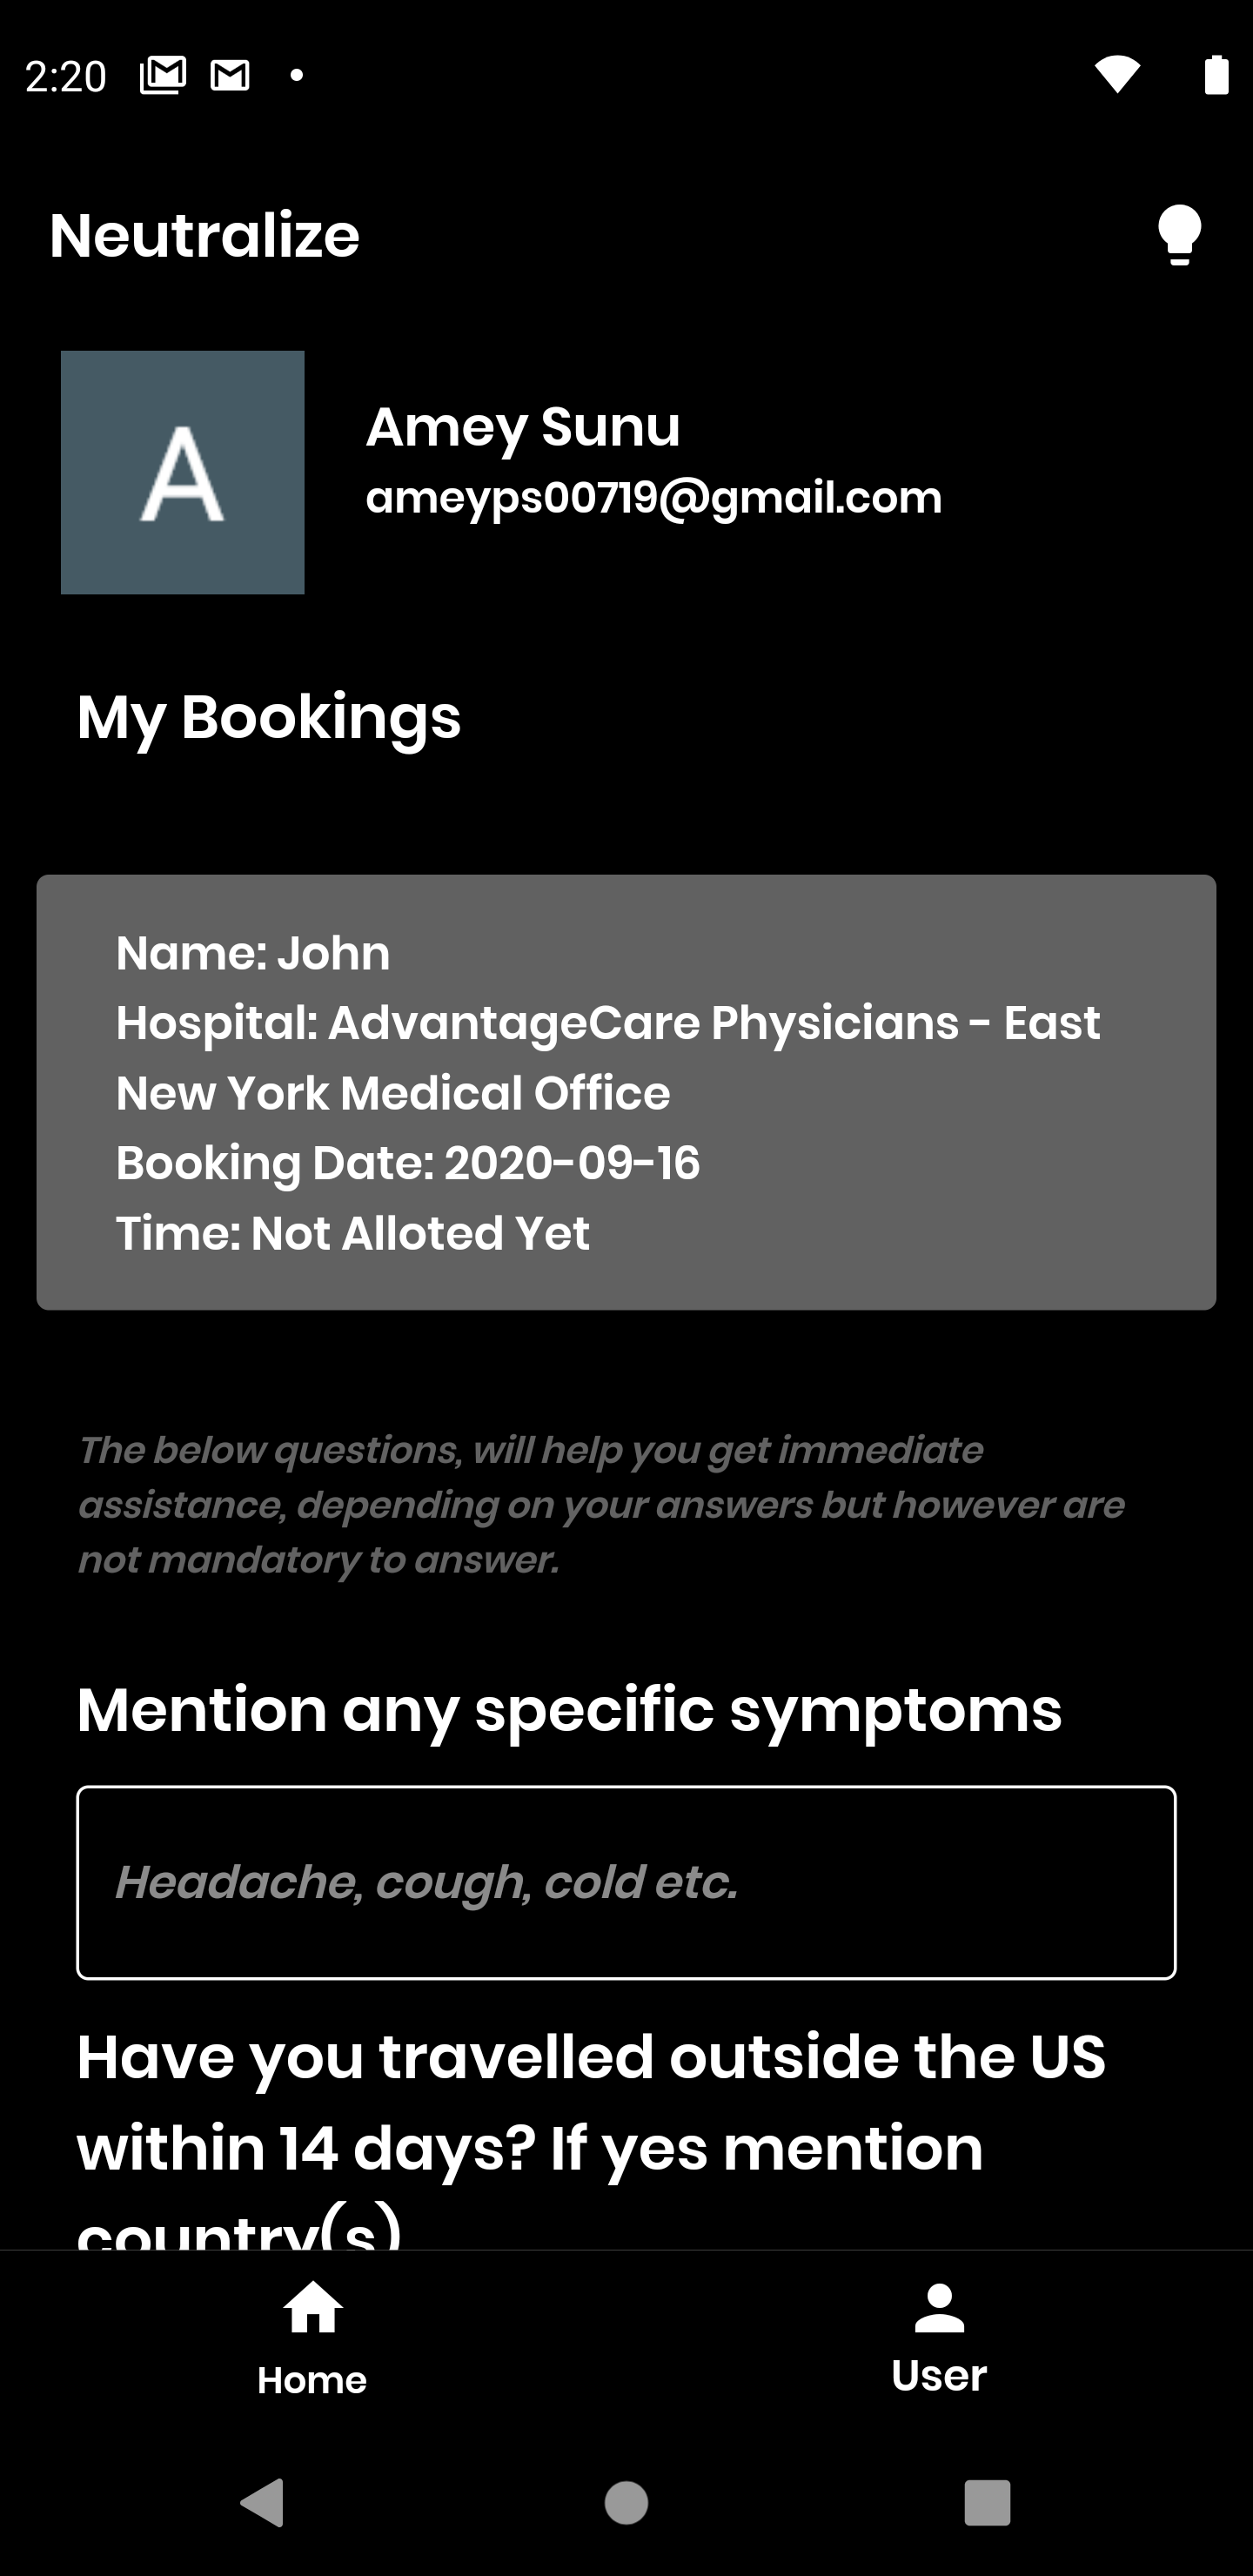 2:20
Neutralize
A
Amey Sunu
ameyps00719@gmail.com
My Bookings
Name: John
Hospital: AdvantageCare Physicians - East
New York Medical Office
Booking Date: 2020-09-16
Time: Not Alloted Yet
The below questions, will help you get immediate
assistance, depending on your answers but however are
not mandatory to answer.
Mention any specific symptoms
Headache, cough, cold etc.
Have you travelled outside the US
within 14 days? If yes mention
country(s)
Home
User